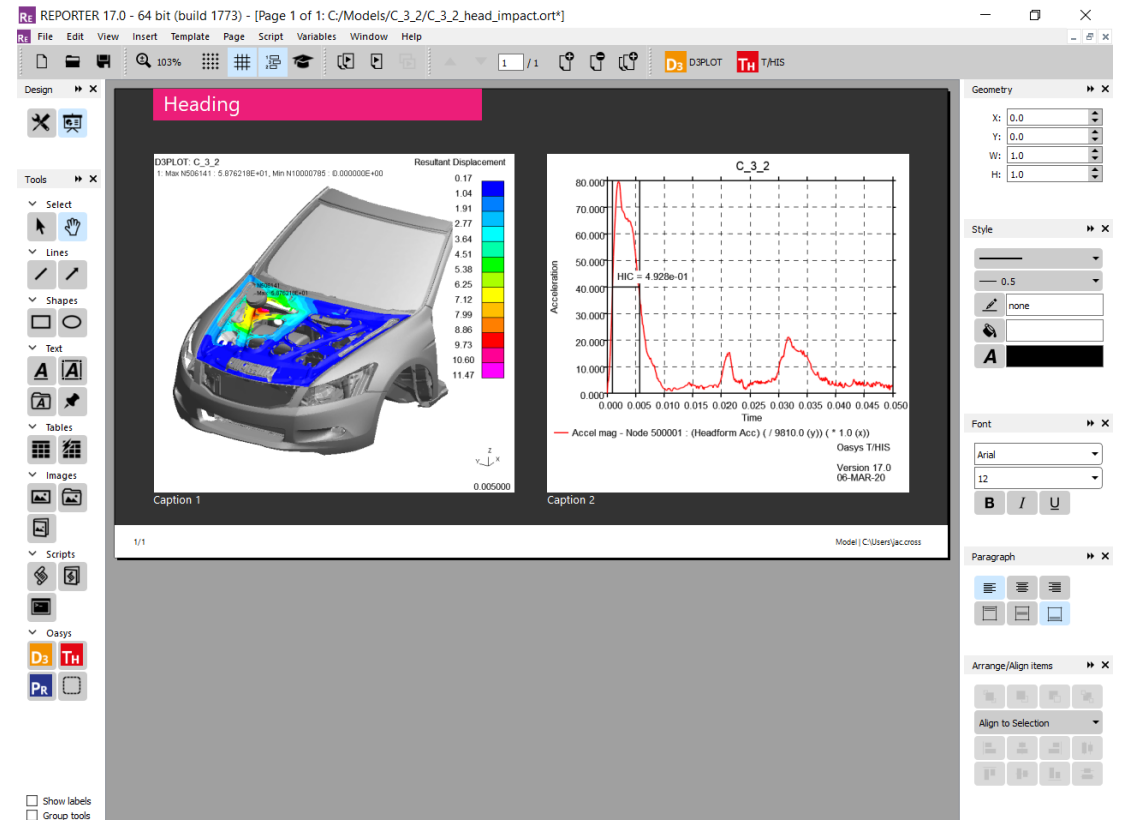 RE REPORTER 17.0 - 64 bit (build 1773) - [Page 1 of 1: C:/Models/C_3_2/C_3_2_head_impact.ort*]
RE File Edit View Insert Template Page Script Variables Window Help
103% 1 / 1 D3 D3PLOT TH T/HIS
Design
Tools
Select
Lines
Shapes
Text
A A
A
Tables
Images
Scripts
Oasys
D3 TH
PR
Show labels
Group tools
Heading
D3PLOT: C_3_2 Resultant Displacement
1: Max N506141 : 5.876218E+01, Min N10000785 : 0.000000E+00
0.17
1.04
1.91
2.77
3.64
4.51
5.38
6.25
7.12
7.99
8.86
9.73
10.60
11.47
N506141
Z
Y X
0.005000
Caption 1
C_3_2
80.000
70.000
60.000
50.000
40.000
30.000
20.000
10.000
0.000
Acceleration
HIC = 4.928e-01
0.000 0.005 0.010 0.015 0.020 0.025 0.030 0.035 0.040 0.045 0.050
Time
Accel mag - Node 500001 : (Headform Acc) ( / 9810.0 (y)) ( * 1.0 (x))
Oasys T/HIS
Version 17.0
06-MAR-20
Caption 2
1/1 Model | C:\Users\jac.cross
Geometry
X: 0.0
Y: 0.0
W: 1.0
H: 1.0
Style
0.5
none
A
Font
Arial
12
B I U
Paragraph
Arrange/Align items
Align to Selection